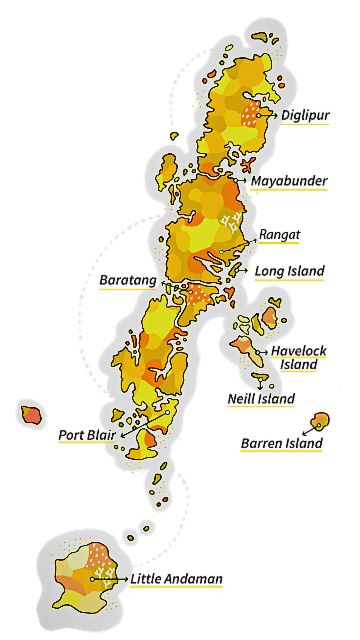 Diglipur
Mayabunder
Rangat
Long Island
Baratang
Havelock
Island
Neill Island
Port Blair
Barren Island
Little Andaman